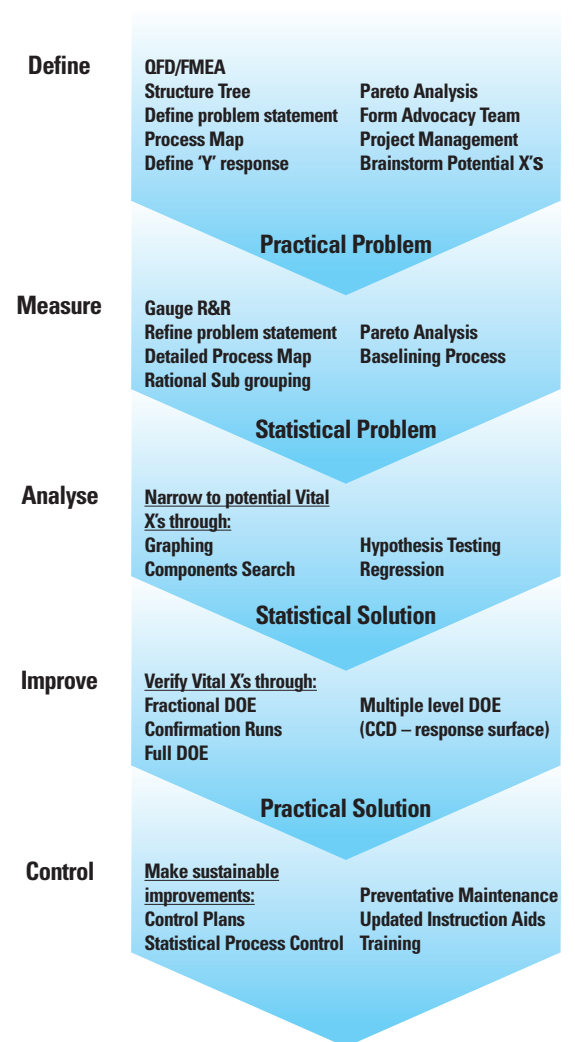 Define
QFD/FMEA
Structure Tree
Define problem statement
Process Map
Define ‘Y’ response
Pareto Analysis
Form Advocacy Team
Project Management
Brainstorm Potential X’s
Practical Problem
Measure
Gauge R&R
Refine problem statement
Detailed Process Map
Rational Sub grouping
Pareto Analysis
Baselining Process
Statistical Problem
Analyse
Narrow to potential Vital
X’s through:
Graphing
Components Search
Hypothesis Testing
Regression
Statistical Solution
Improve
Verify Vital X’s through:
Fractional DOE
Confirmation Runs
Full DOE
Multiple level DOE
(CCD – response surface)
Practical Solution
Control
Make sustainable
improvements:
Control Plans
Statistical Process Control
Preventative Maintenance
Updated Instruction Aids
Training